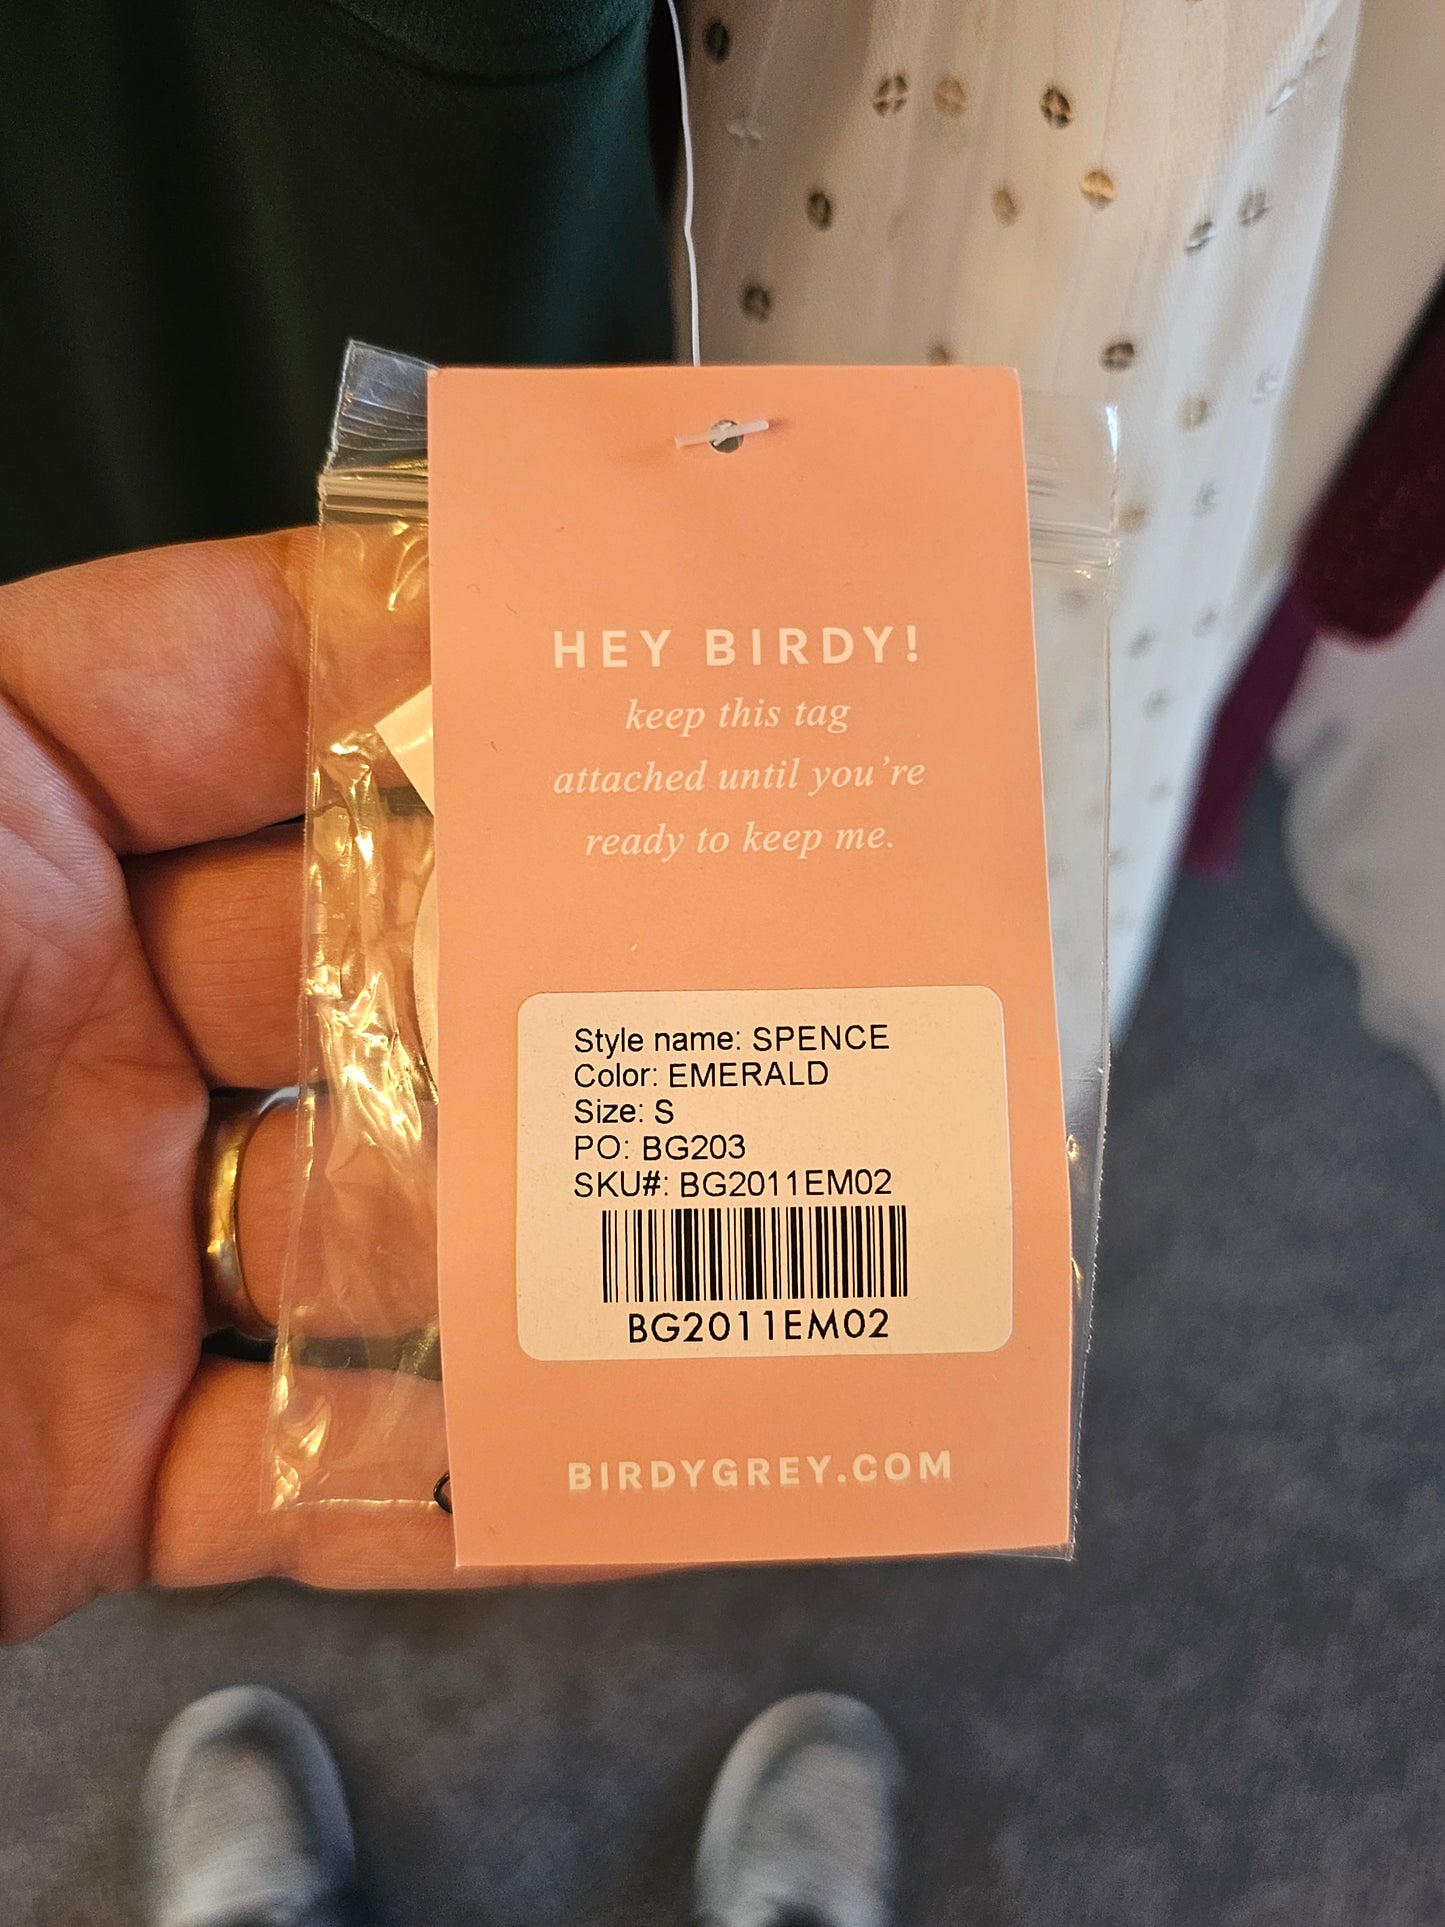 HEY BIRDY!
keep this tag
attached until you're
ready to keep me.
Style name: SPENCE
Color: EMERALD
Size: S
PO: BG203
SKU#: BG2011EM02
BG2011EM02
BIRDYGREY.COM